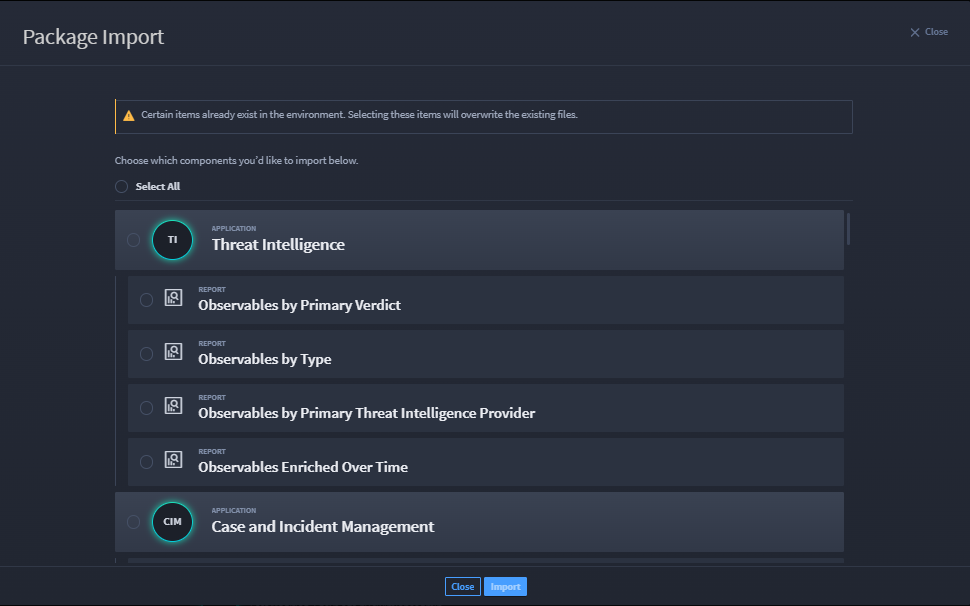 Package Import
Close
Certain items already exist in the environment. Selecting these items will overwrite the existing files.
Choose which components you'd like to import below.
Select All
TI
APPLICATION
Threat Intelligence
REPORT
Observables by Primary Verdict
REPORT
Observables by Type
REPORT
Observables by Primary Threat Intelligence Provider
REPORT
Observables Enriched Over Time
CIM
APPLICATION
Case and Incident Management
Close
Import